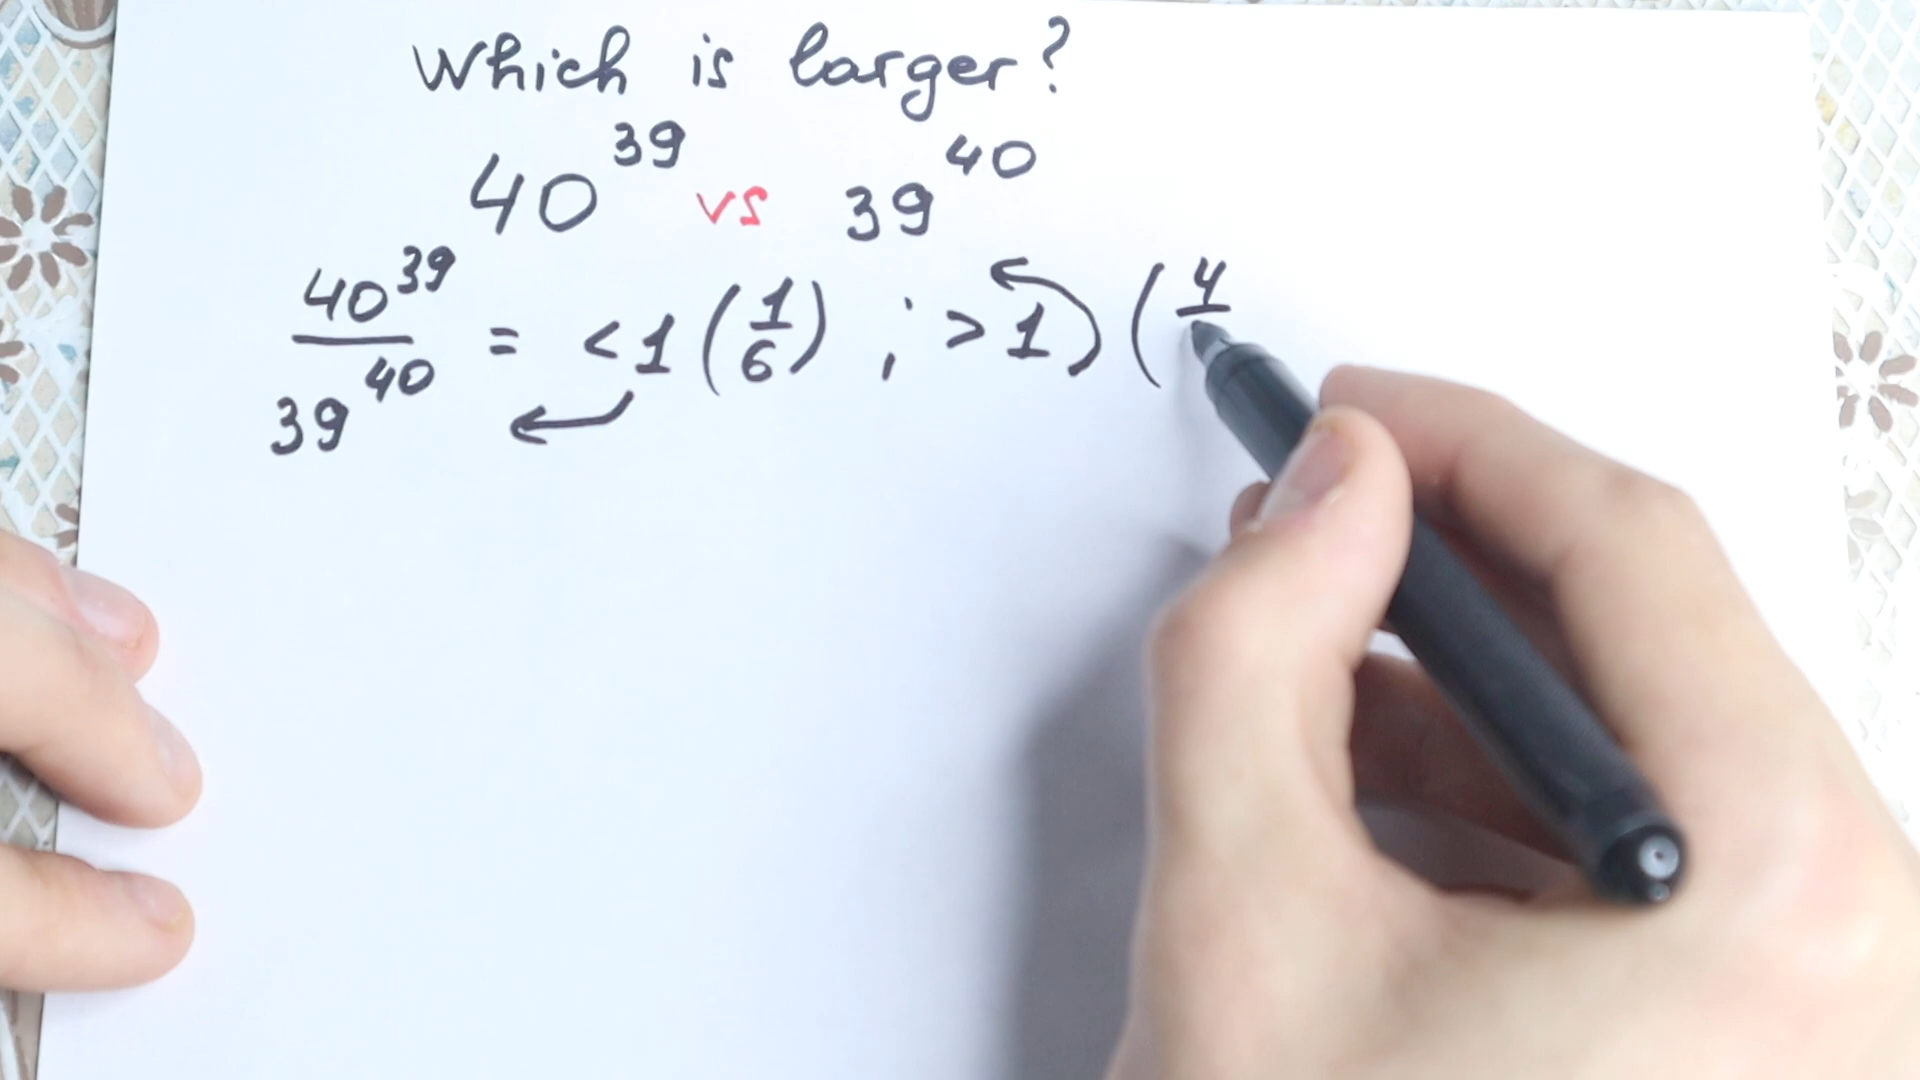 Which is larger?
40^39 vs 39^40
40^39/39^40 = <1 (1/6) ; >1) (4/